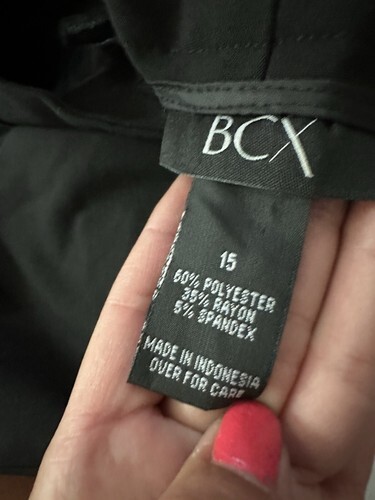 BCX
15
60% POLYESTER
35% RAYON
5% SPANDEX
MADE IN INDONESIA
OVER FOR CARE